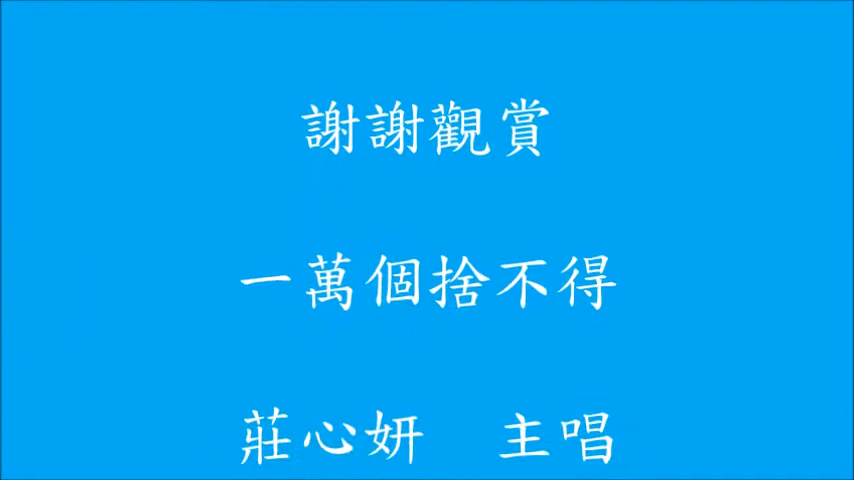 謝謝觀賞
一萬個捨不得
莊心妍　主唱